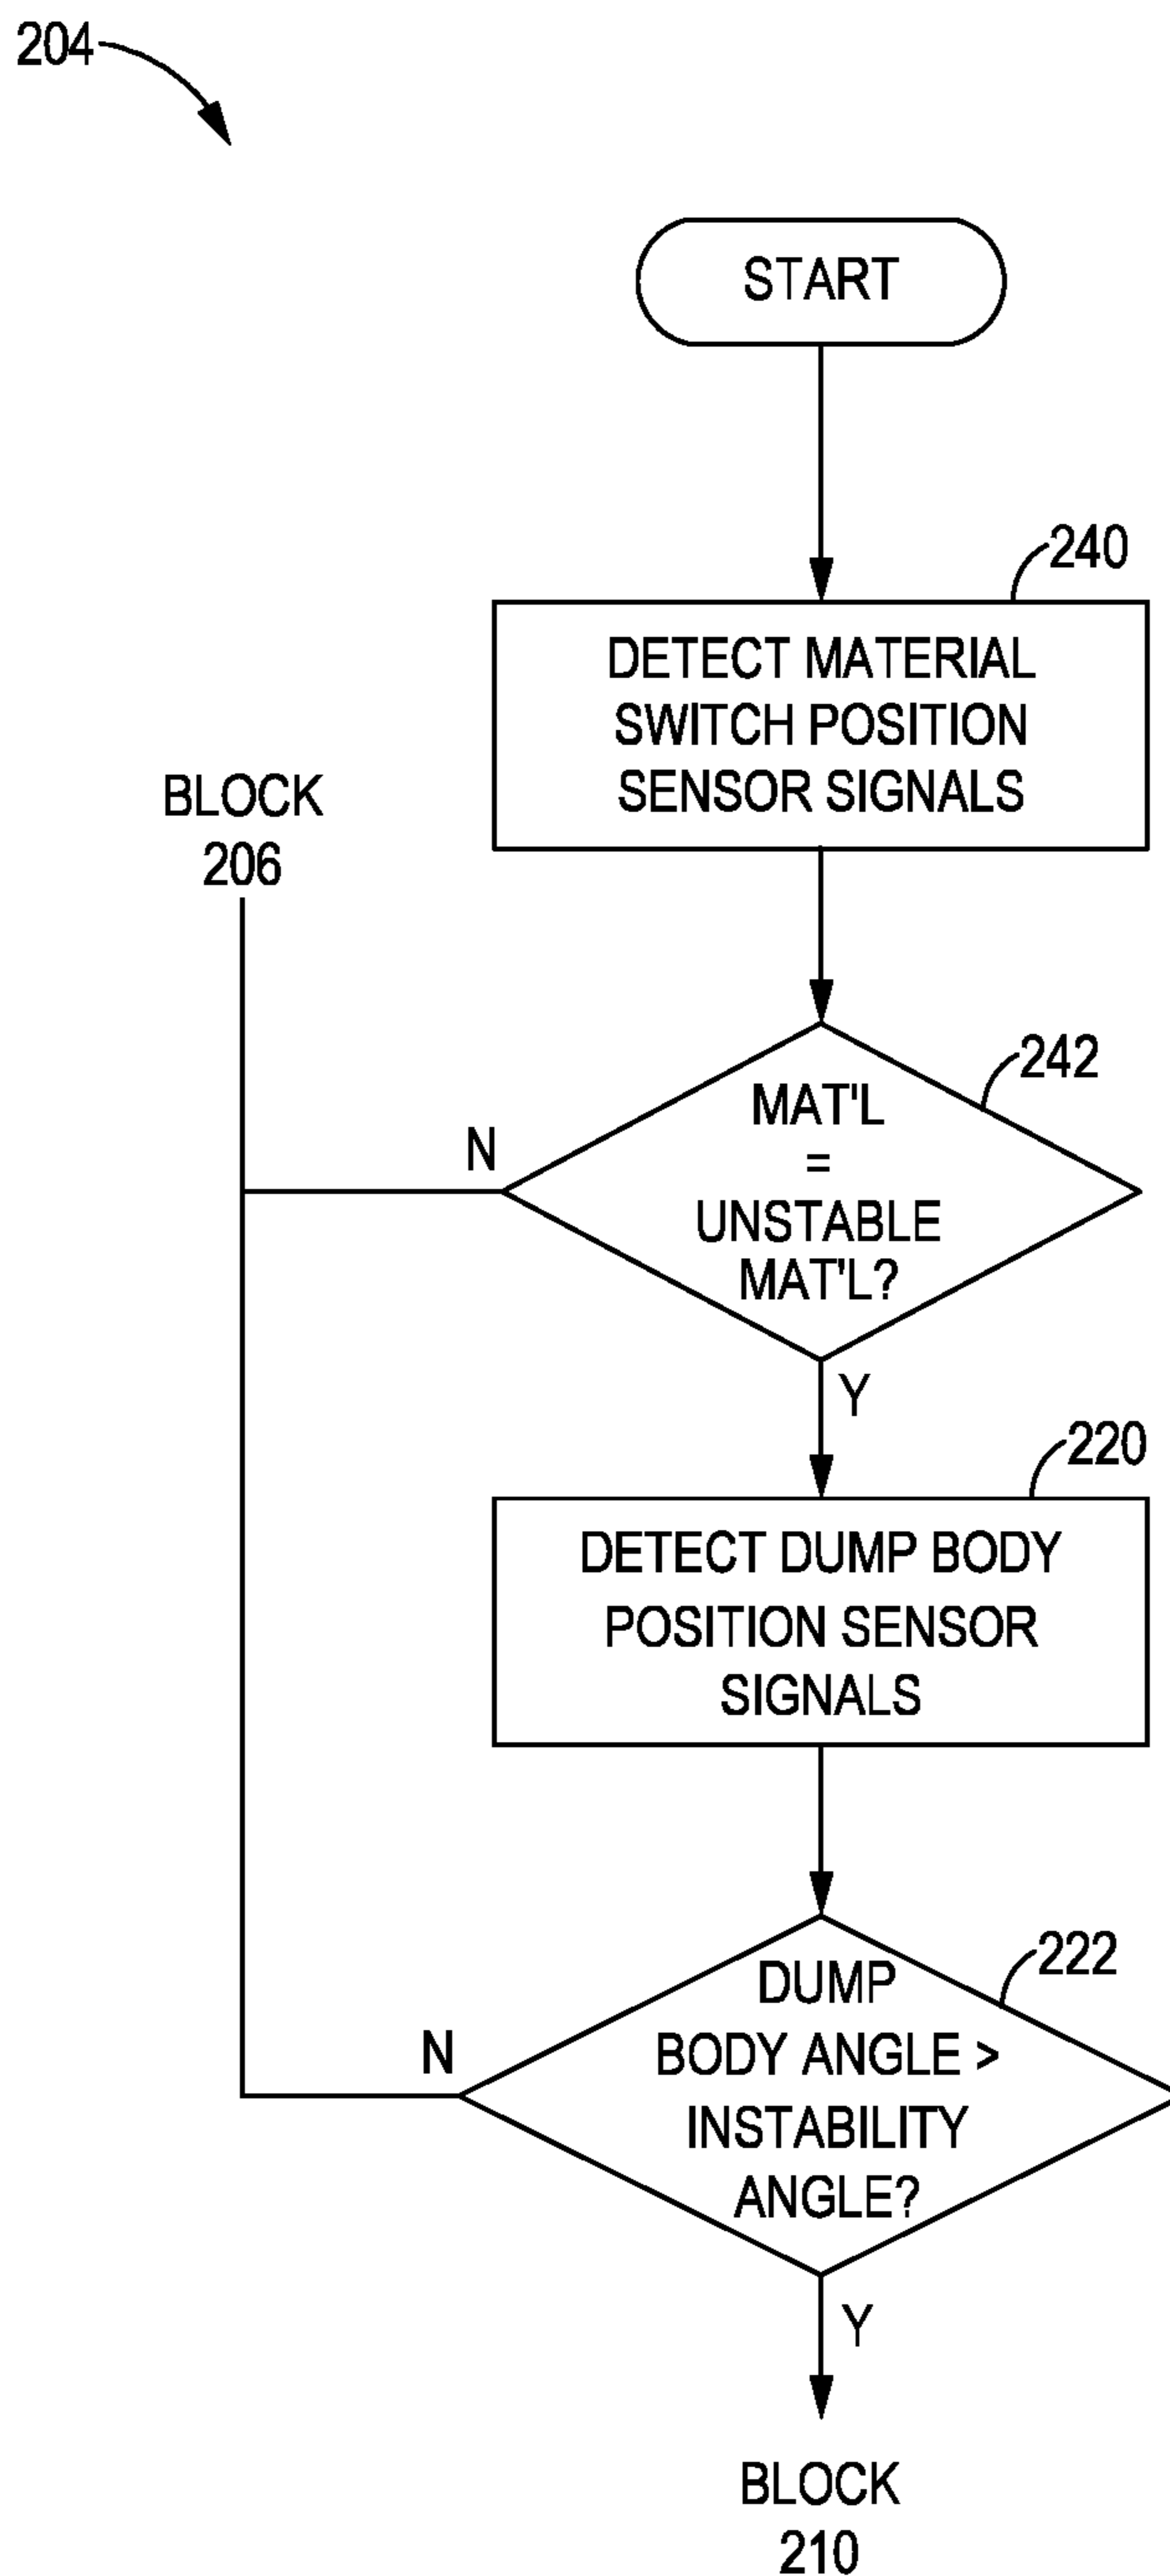 204
START
240
DETECT MATERIAL
SWITCH POSITION
SENSOR SIGNALS
BLOCK
206
242
MAT'L
=
UNSTABLE
MAT'L?
N
Y
220
DETECT DUMP BODY
POSITION SENSOR
SIGNALS
222
DUMP
BODY ANGLE >
INSTABILITY
ANGLE?
N
Y
BLOCK
210